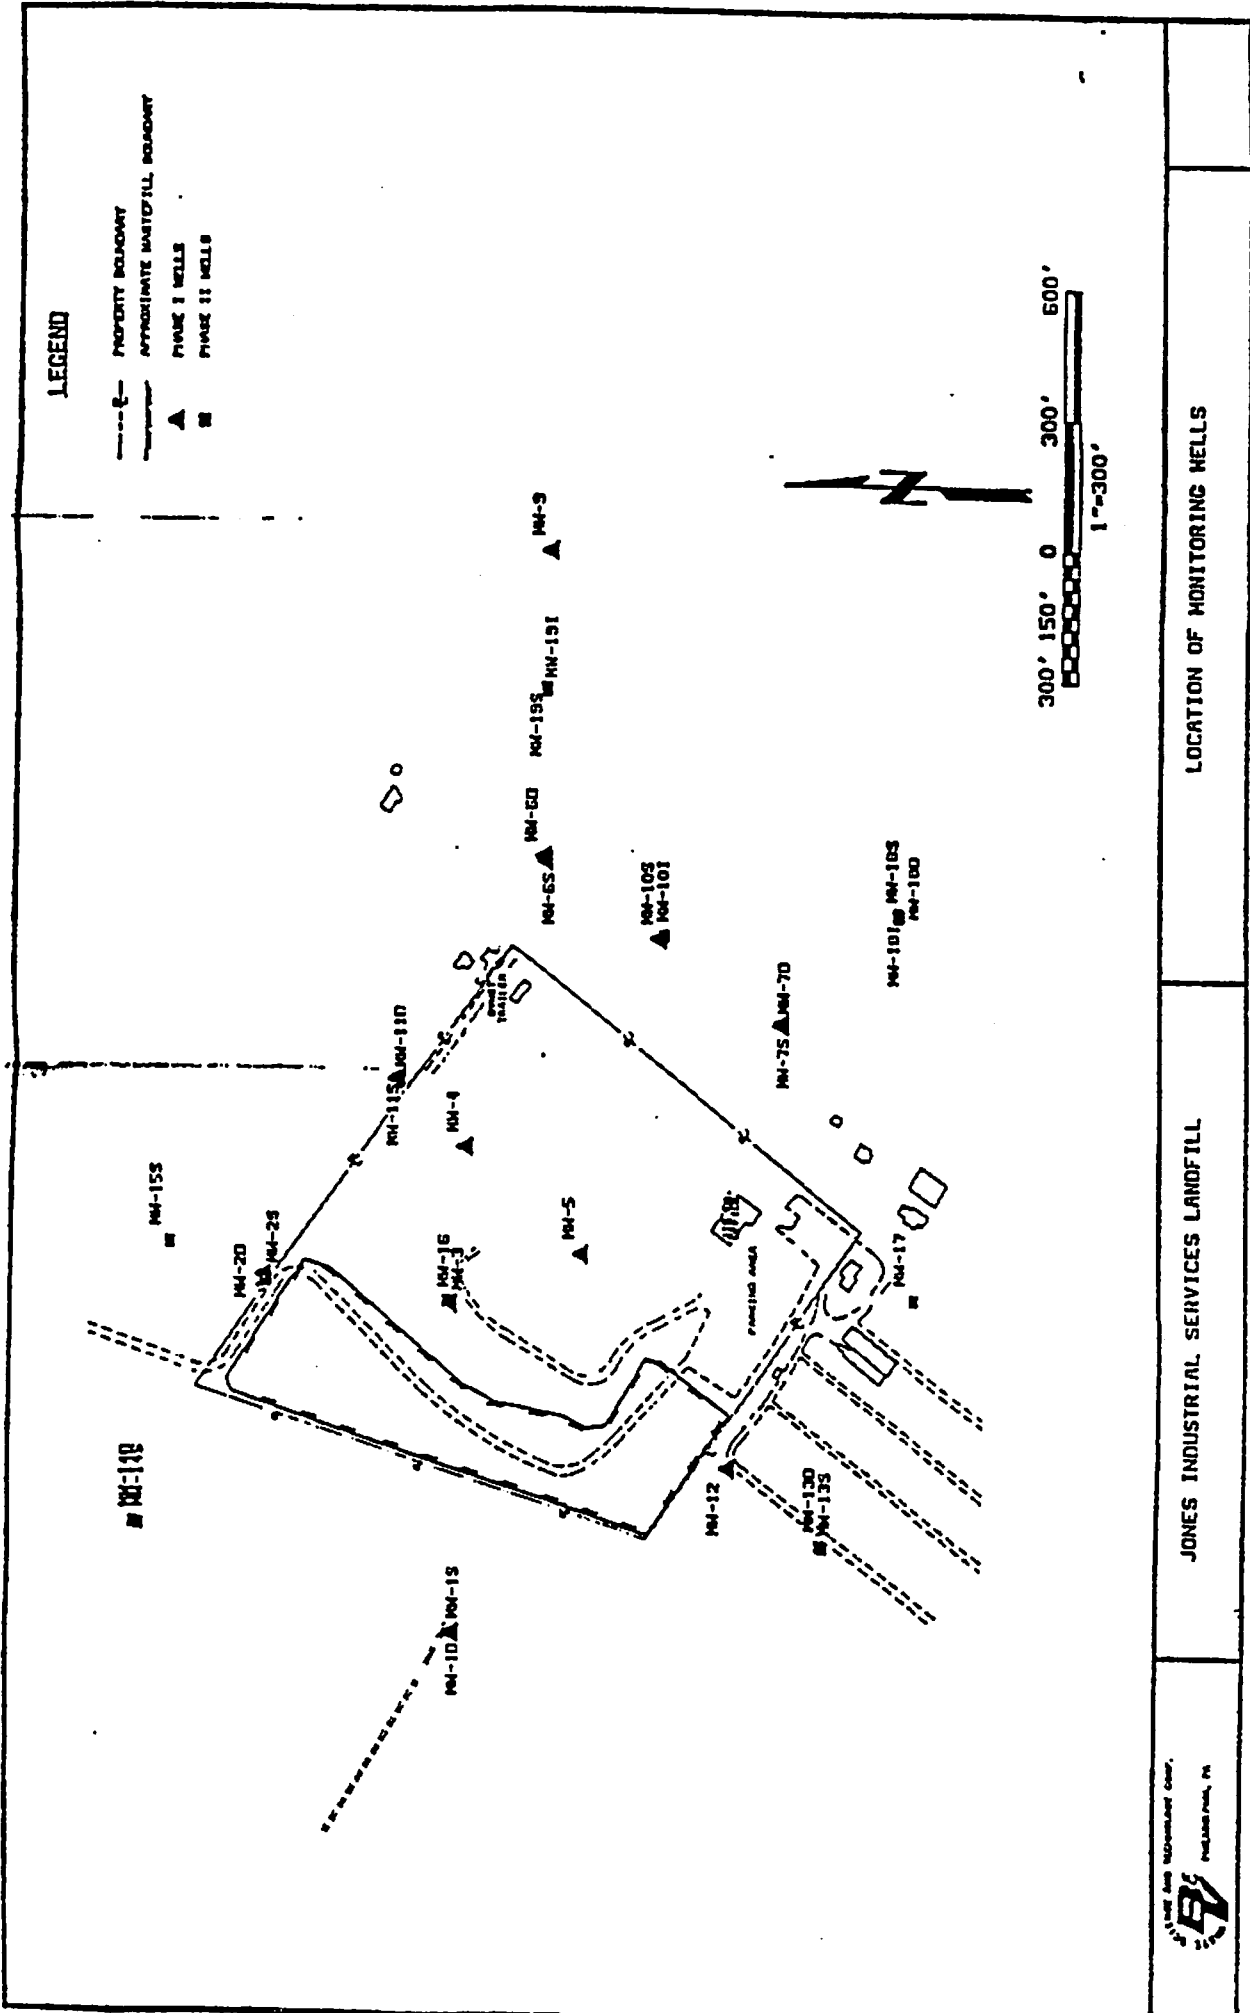 LEGEND
PROPERTY BOUNDARY
APPROXIMATE WASTEFILL BOUNDARY
PHASE I WELLS
PHASE II WELLS
MW-15S
MW-2D
MW-2S
MW-11S
MW-11D
MW-4
MW-16
MW-3
MW-5
TRAILER
MW-6S
MW-6D
MW-19S
MW-19I
MW-9
MW-10S
MW-10I
MW-7S
MW-7D
MW-18I
MW-18S
MW-18D
PARKING AREA
MW-17
MW-12
MW-13D
MW-13S
MW-1D
MW-1S
N
300' 150' 0 300' 600'
1"=300'
PHILADELPHIA, PA
JONES INDUSTRIAL SERVICES LANDFILL
LOCATION OF MONITORING WELLS